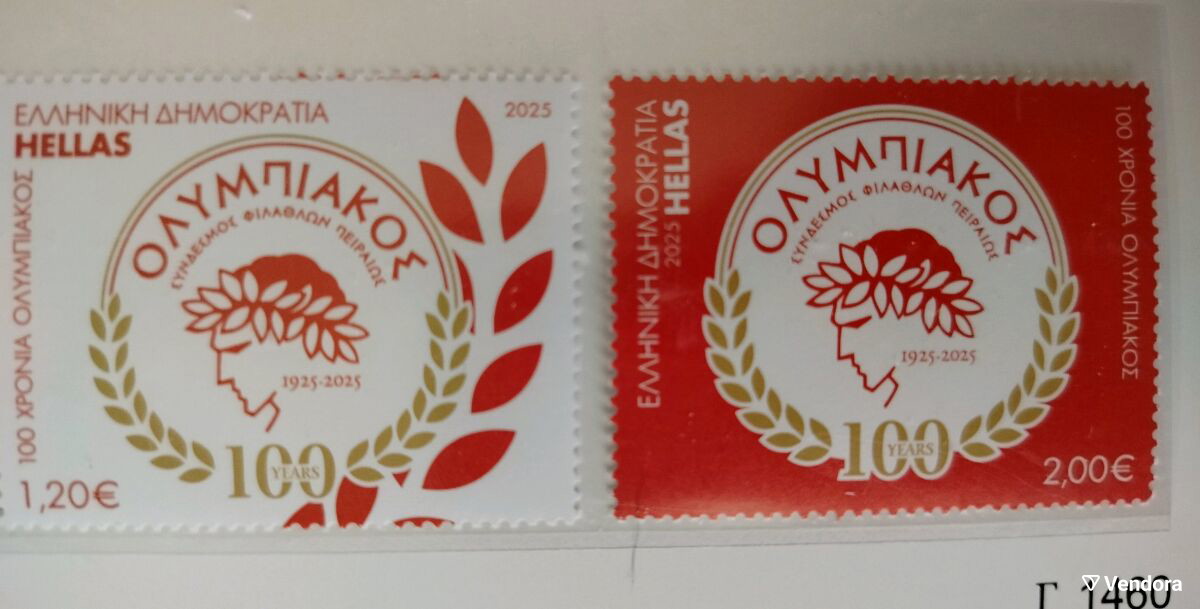 ΕΛΛΗΝΙΚΗ ΔΗΜΟΚΡΑΤΙΑ
HELLAS
2025
100 ΧΡΟΝΙΑ ΟΛΥΜΠΙΑΚΟΣ
ΟΛΥΜΠΙΑΚΟΣ
ΣΥΝΔΕΣΜΟΣ ΦΙΛΑΘΛΩΝ ΠΕΙΡΑΙΩΣ
1925-2025
100
YEARS
1,20€
ΕΛΛΗΝΙΚΗ ΔΗΜΟΚΡΑΤΙΑ
2025 HELLAS
ΟΛΥΜΠΙΑΚΟΣ
ΣΥΝΔΕΣΜΟΣ ΦΙΛΑΘΛΩΝ ΠΕΙΡΑΙΩΣ
1925-2025
100
YEARS
100 ΧΡΟΝΙΑ ΟΛΥΜΠΙΑΚΟΣ
2,00€
Γ 1460
Vendora